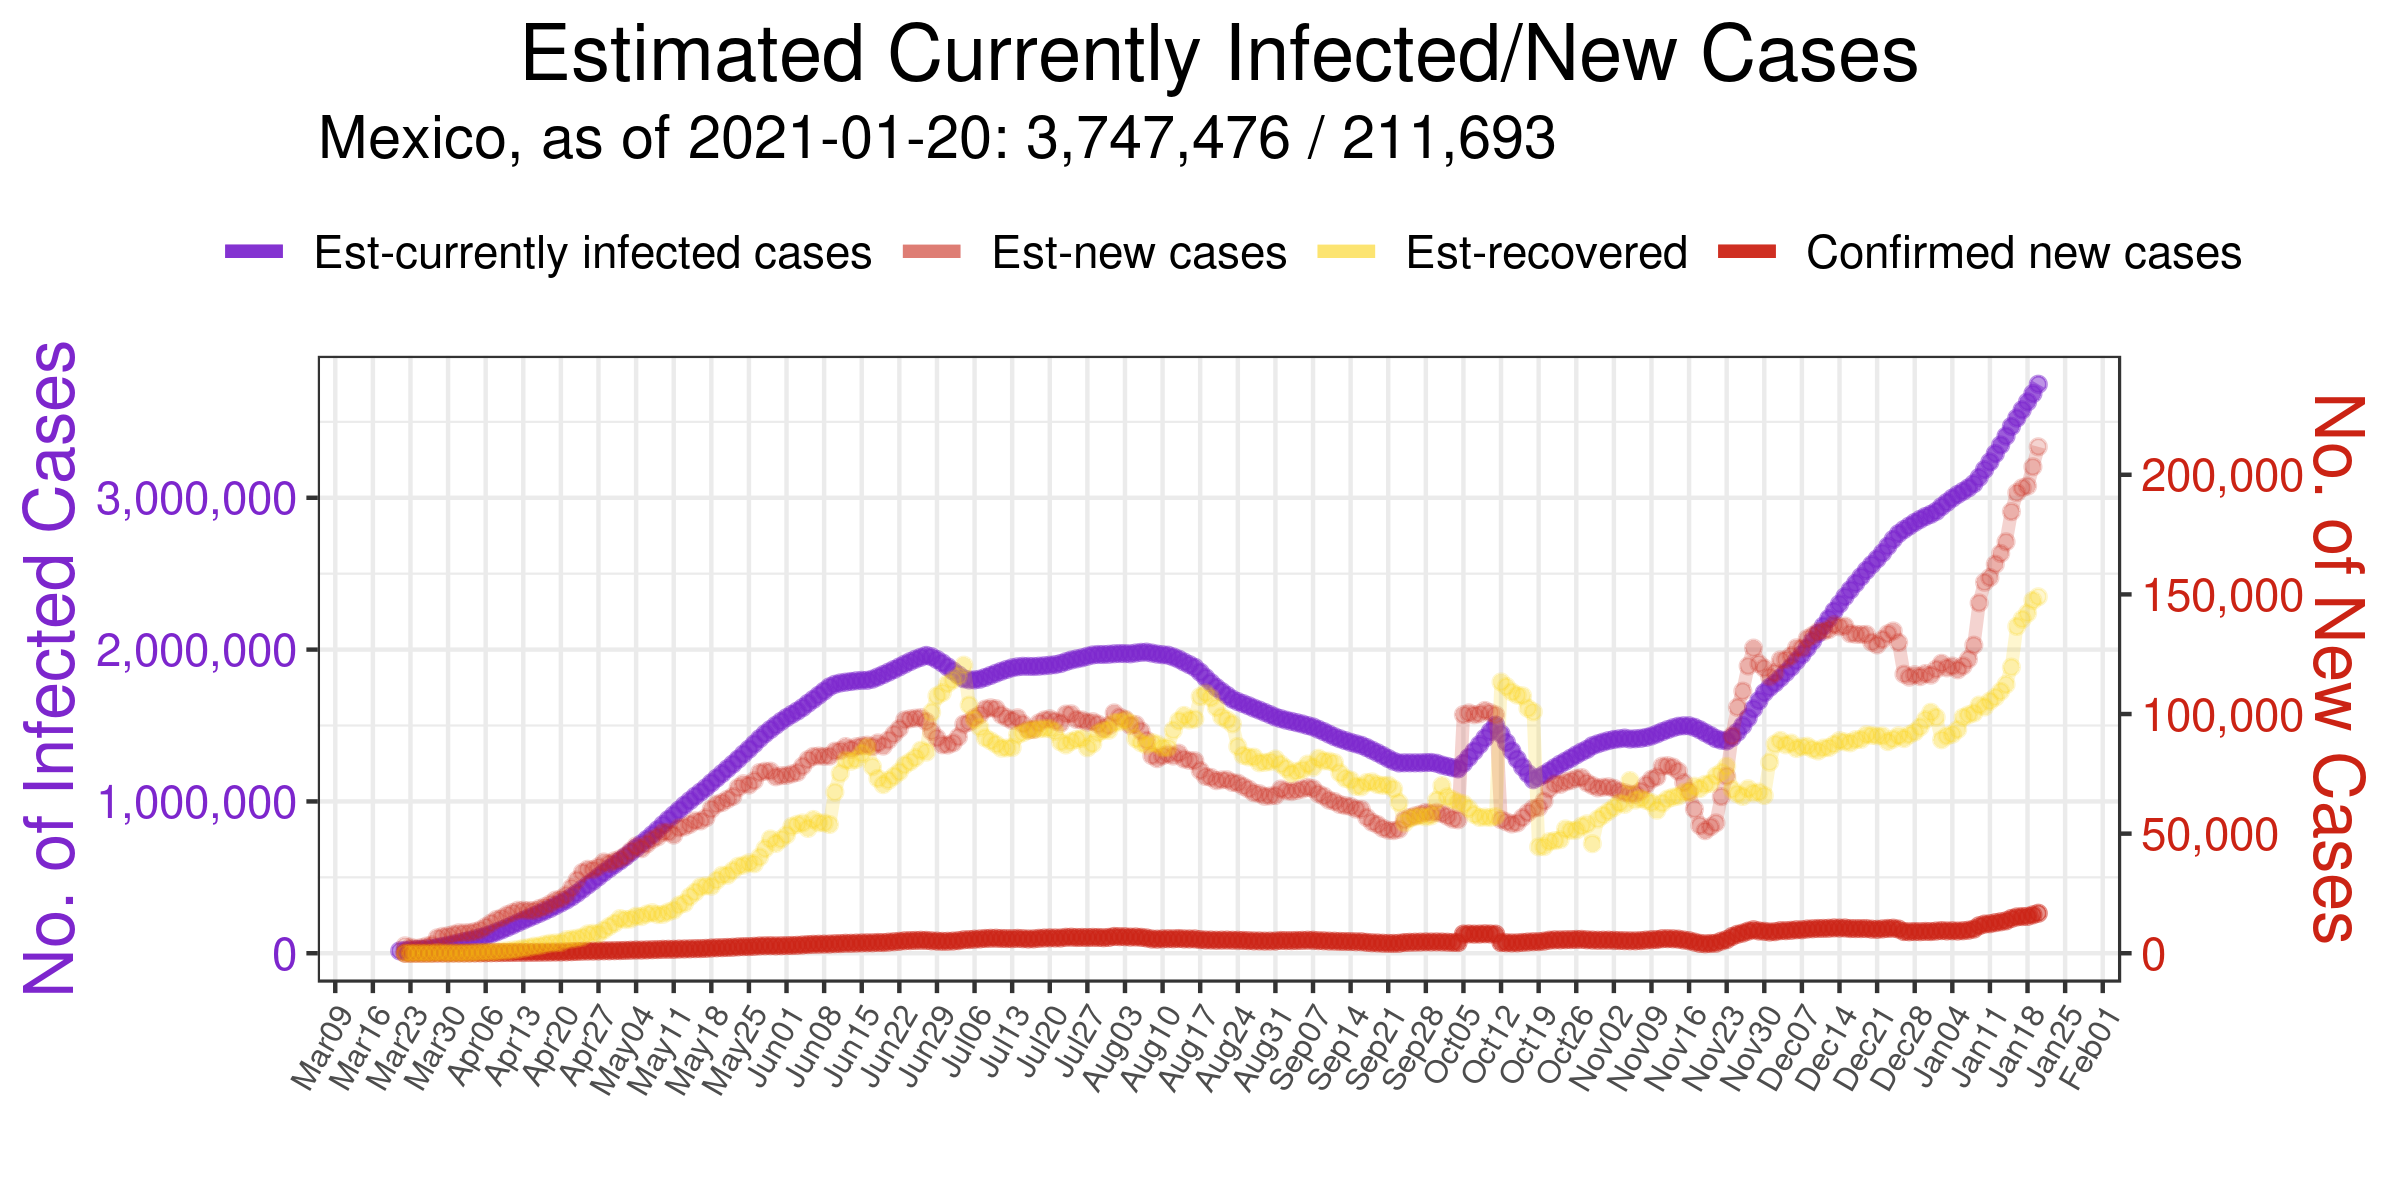 Estimated Currently Infected/New Cases
Mexico, as of 2021-01-20: 3,747,476 / 211,693
Est-currently infected cases Est-new cases Est-recovered Confirmed new cases
No. of Infected Cases
3,000,000
2,000,000
1,000,000
0
200,000
150,000
100,000
50,000
0
No. of New Cases
Mar09 Mar16 Mar23 Mar30 Apr06 Apr13 Apr20 Apr27 May04 May11 May18 May25 Jun01 Jun08 Jun15 Jun22 Jun29 Jul06 Jul13 Jul20 Jul27 Aug03 Aug10 Aug17 Aug24 Aug31 Sep07 Sep14 Sep21 Sep28 Oct05 Oct12 Oct19 Oct26 Nov02 Nov09 Nov16 Nov23 Nov30 Dec07 Dec14 Dec21 Dec28 Jan04 Jan11 Jan18 Jan25 Feb01